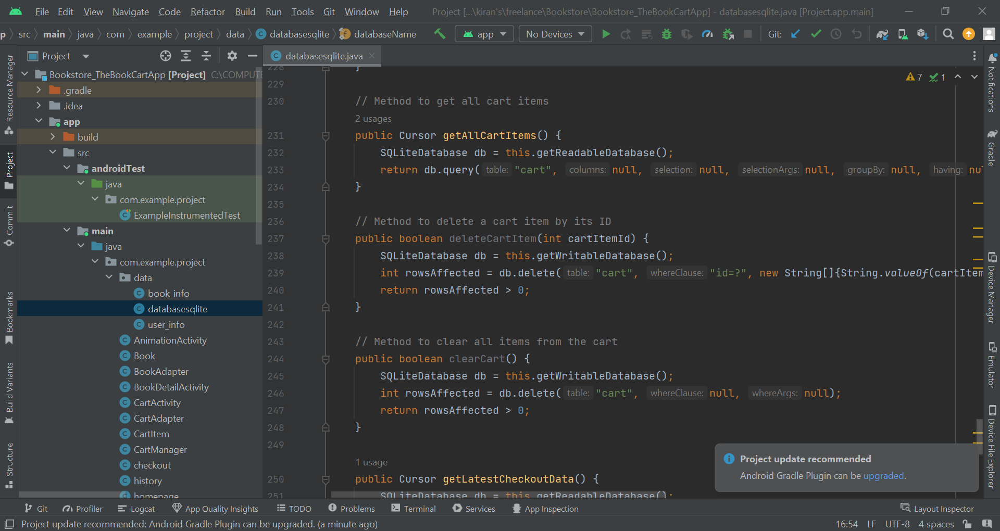 File Edit View Navigate Code Refactor Build Run Tools Git Window Help Project [...\kiran's\freelance\Bookstore\Bookstore_TheBookCartApp] - databasesqlite.java [Project.app.main]
p src main java com example project data databasesqlite databaseName app No Devices Git:
Project
databasesqlite.java
Bookstore_TheBookCartApp [Project] C:\COMPUTE
.gradle
.idea
app
build
src
androidTest
java
com.example.project
ExampleInstrumentedTest
main
java
com.example.project
data
book_info
databasesqlite
user_info
AnimationActivity
Book
BookAdapter
BookDetailActivity
CartActivity
CartAdapter
CartItem
CartManager
checkout
history
homepage
Resource Manager
Project
Commit
Bookmarks
Build Variants
Structure
7 1
228 }
229
230 // Method to get all cart items
2 usages
231 public Cursor getAllCartItems() {
232 SQLiteDatabase db = this.getReadableDatabase();
233 return db.query( table: "cart", columns: null, selection: null, selectionArgs: null, groupBy: null, having: nul
234 }
235
236 // Method to delete a cart item by its ID
237 public boolean deleteCartItem(int cartItemId) {
238 SQLiteDatabase db = this.getWritableDatabase();
239 int rowsAffected = db.delete( table: "cart", whereClause: "id=?", new String[]{String.valueOf(cartItem
240 return rowsAffected > 0;
241 }
242
243 // Method to clear all items from the cart
244 public boolean clearCart() {
245 SQLiteDatabase db = this.getWritableDatabase();
246 int rowsAffected = db.delete( table: "cart", whereClause: null, whereArgs: null);
247 return rowsAffected > 0;
248 }
249
1 usage
250 public Cursor getLatestCheckoutData() {
251 SQLiteDatabase db = this.getReadableDatabase();
Project update recommended
Android Gradle Plugin can be upgraded.
Notifications
Gradle
Device Manager
Emulator
Device File Explorer
Git Profiler Logcat App Quality Insights TODO Problems Terminal Services App Inspection Layout Inspector
Project update recommended: Android Gradle Plugin can be upgraded. (a minute ago) 16:54 LF UTF-8 4 spaces